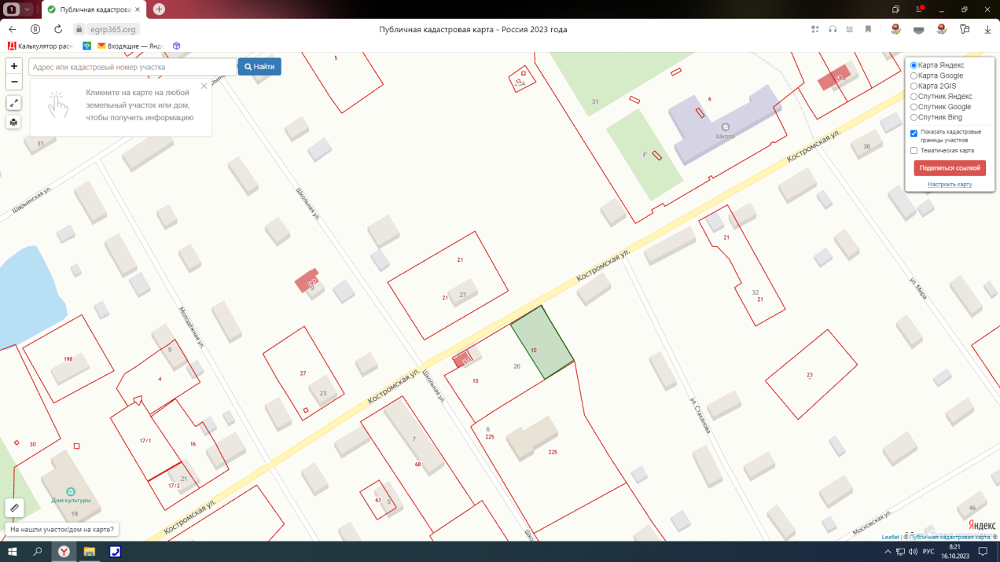 1
Публичная кадастрова
egrp365.org
Публичная кадастровая карта - Россия 2023 года
Калькулятор расч
Входящие — Янде
+
−
Адрес или кадастровый номер участка
Найти
Кликните на карте на любой
земельный участок или дом,
чтобы получить информацию
Карта Яндекс
Карта Google
Карта 2GIS
Спутник Яндекс
Спутник Google
Спутник Bing
Показать кадастровые
границы участков
Тематическая карта
Поделиться ссылкой
Настроить карту
5
12
31
6
Школа
58
36
Костромская ул.
31
Шарьинская ул.
Школьная ул.
21
32
21
Костромская ул.
21
21
27
9
ул. Мира
Молодёжная ул.
198
9
4
27
23
10
26
10
Костромская ул.
Школьная ул.
23
ул. Стаханова
30
17/1
16
21
17/2
7
68
63
5
6
225
225
Дом культуры
19
Костромская ул.
Московская ул.
46
Не нашли участок/дом на карте?
Яндекс
Leaflet | © Публичная кадастровая карта, ©
РУС
8:21
16.10.2023